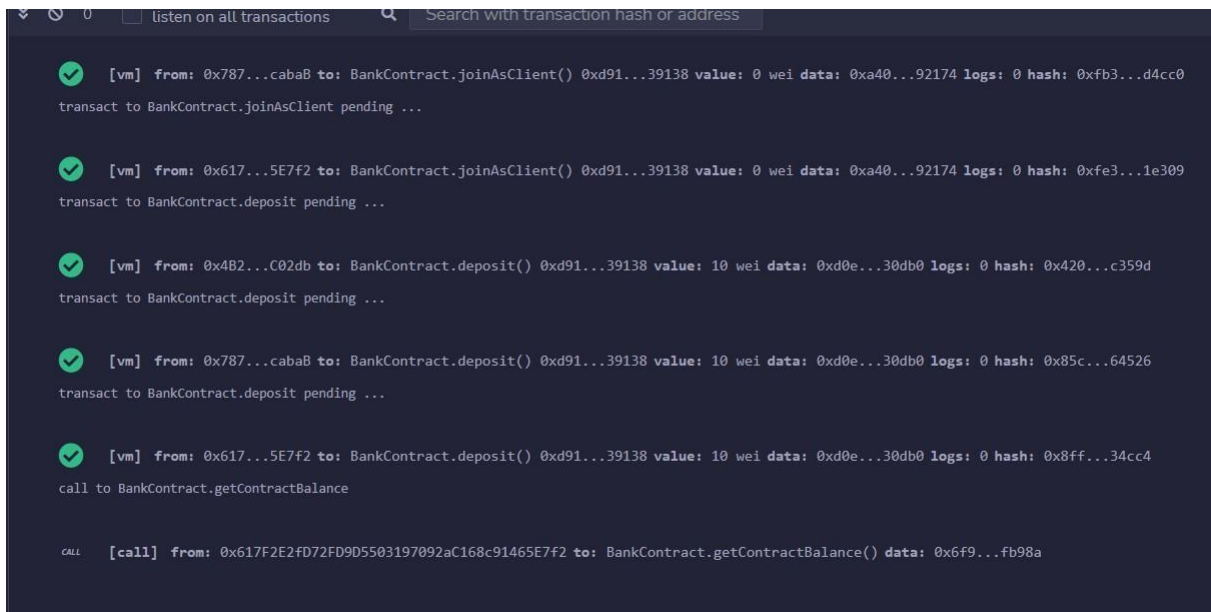 0 listen on all transactions Search with transaction hash or address
[vm] from: 0x787...cabaB to: BankContract.joinAsClient() 0xd91...39138 value: 0 wei data: 0xa40...92174 logs: 0 hash: 0xfb3...d4cc0
transact to BankContract.joinAsClient pending ...
[vm] from: 0x617...5E7f2 to: BankContract.joinAsClient() 0xd91...39138 value: 0 wei data: 0xa40...92174 logs: 0 hash: 0xfe3...1e309
transact to BankContract.deposit pending ...
[vm] from: 0x4B2...C02db to: BankContract.deposit() 0xd91...39138 value: 10 wei data: 0xd0e...30db0 logs: 0 hash: 0x420...c359d
transact to BankContract.deposit pending ...
[vm] from: 0x787...cabaB to: BankContract.deposit() 0xd91...39138 value: 10 wei data: 0xd0e...30db0 logs: 0 hash: 0x85c...64526
transact to BankContract.deposit pending ...
[vm] from: 0x617...5E7f2 to: BankContract.deposit() 0xd91...39138 value: 10 wei data: 0xd0e...30db0 logs: 0 hash: 0x8ff...34cc4
call to BankContract.getContractBalance
CALL [call] from: 0x617F2E2fD72FD9D5503197092aC168c91465E7f2 to: BankContract.getContractBalance() data: 0x6f9...fb98a